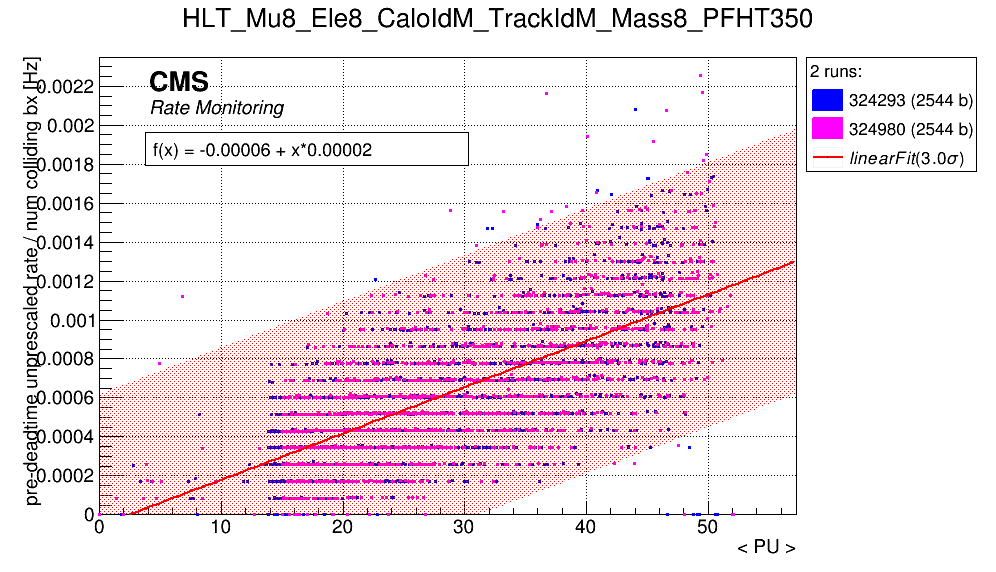 HLT_Mu8_Ele8_CaloIdM_TrackIdM_Mass8_PFHT350
pre-deadtime unprescaled rate / num colliding bx [Hz]
CMS
Rate Monitoring
f(x) = -0.00006 + x*0.00002
2 runs:
324293 (2544 b)
324980 (2544 b)
linearFit(3.0σ)
0.0022
0.002
0.0018
0.0016
0.0014
0.0012
0.001
0.0008
0.0006
0.0004
0.0002
0
0 10 20 30 40 50
< PU >